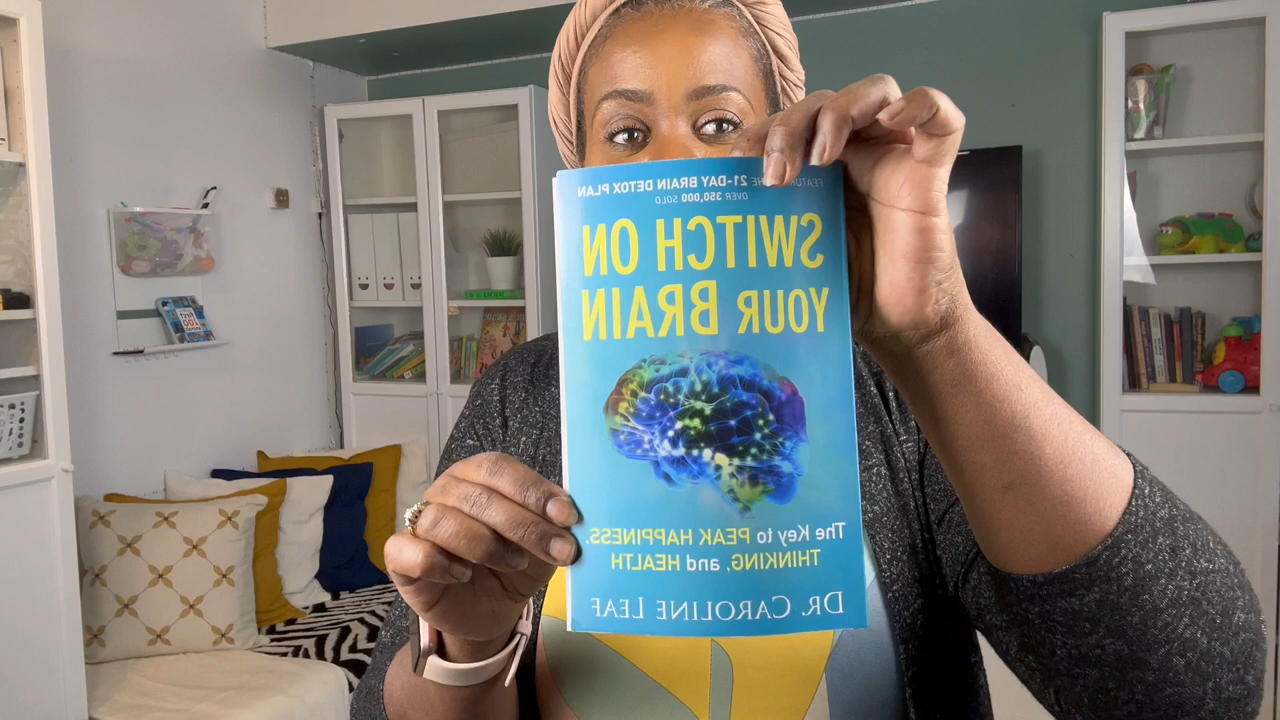 FEATURING THE 21-DAY BRAIN DETOX PLAN
OVER 350,000 SOLD
SWITCH ON
YOUR BRAIN
The Key to PEAK HAPPINESS,
THINKING, and HEALTH
DR. CAROLINE LEAF